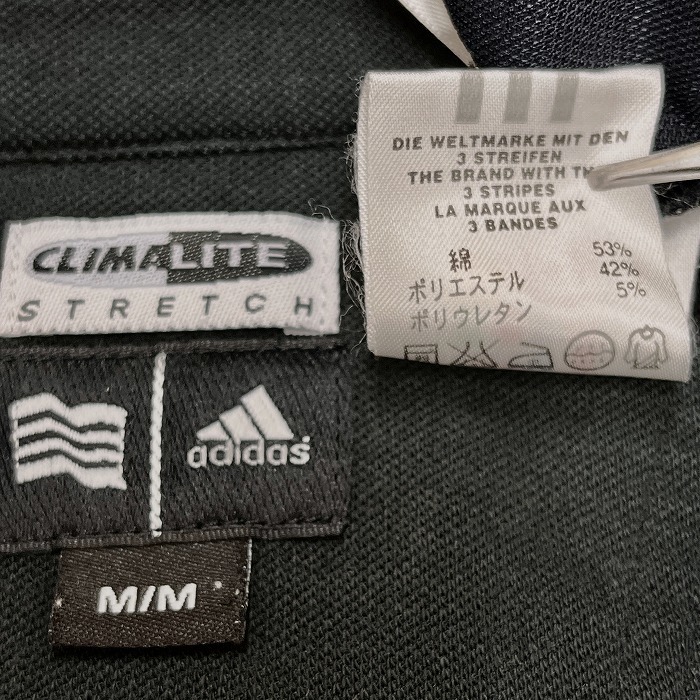 CLIMALITE
STRETCH
adidas
M/M
DIE WELTMARKE MIT DEN
3 STREIFEN
THE BRAND WITH
3 STRIPES
LA MARQUE AUX
3 BANDES
綿 53%
ポリエステル 42%
ポリウレタン 5%